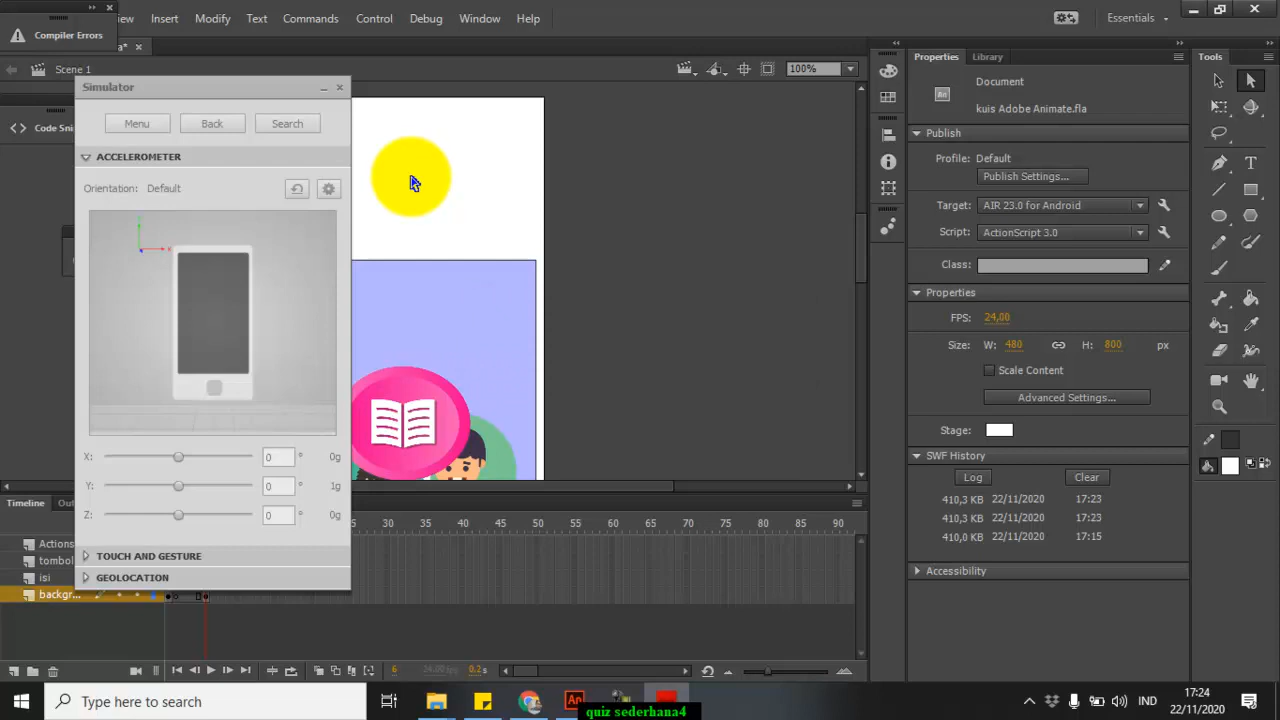 ew Insert Modify Text Commands Control Debug Window Help
Essentials
Compiler Errors
a*
Scene 1
100%
Properties Library
Tools
Simulator
Document
kuis Adobe Animate.fla
Code Sni
Menu Back Search
Publish
ACCELEROMETER
Profile: Default
Publish Settings...
Orientation: Default
Target: AIR 23.0 for Android
Script: ActionScript 3.0
Class:
Properties
FPS: 24,00
Size: W: 480 H: 800 px
Scale Content
Advanced Settings...
Stage:
SWF History
X: 0 ° 0g
Log Clear
Y: 0 ° 1g
410,3 KB 22/11/2020 17:23
Z: 0 ° 0g
410,3 KB 22/11/2020 17:23
410,0 KB 22/11/2020 17:15
Timeline Out
30 35 40 45 50 55 60 65 70 75 80 85 90
Actions
TOUCH AND GESTURE
tombol
Accessibility
isi
GEOLOCATION
backgr...
6 24,00 fps 0,2 s
Type here to search
An
IND
17:24
22/11/2020
quiz sederhana4